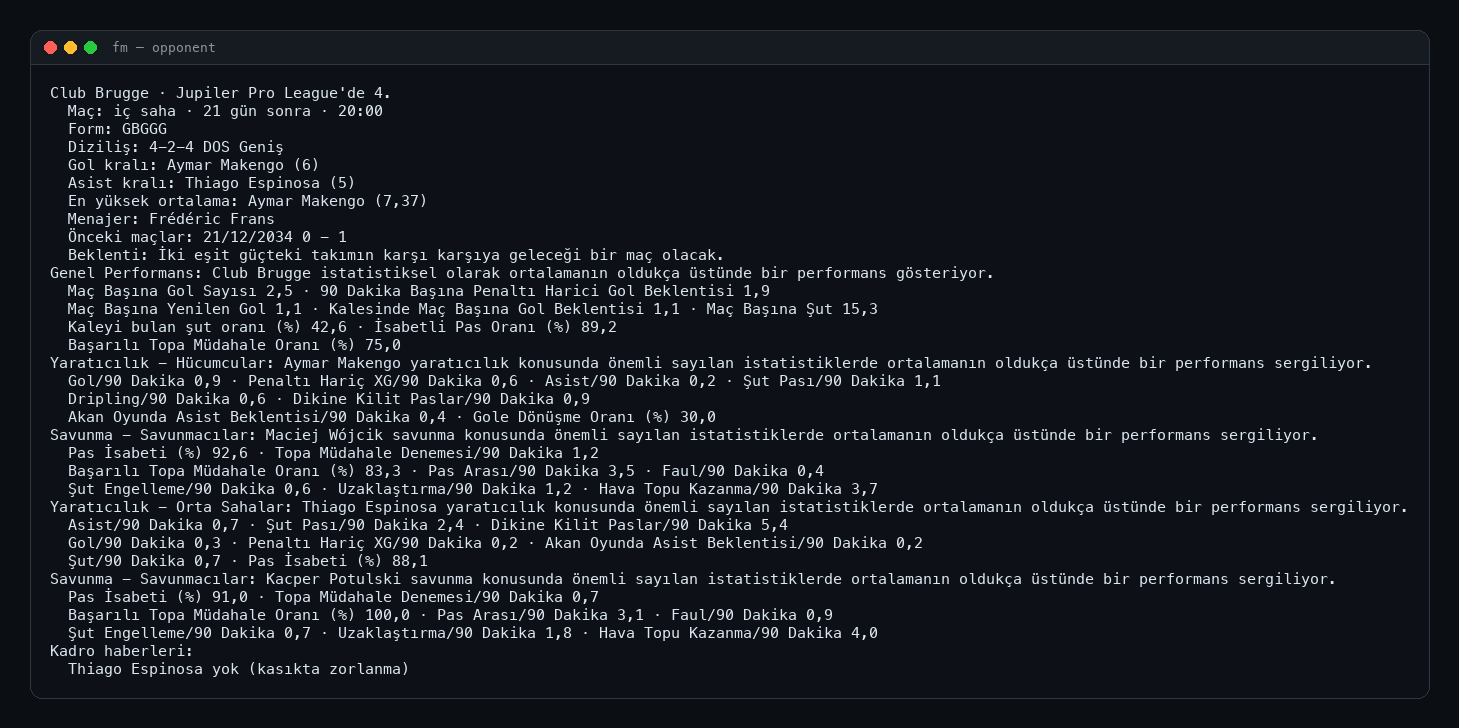 fm — opponent
Club Brugge · Jupiler Pro League'de 4.
Maç: iç saha · 21 gün sonra · 20:00
Form: GBGGG
Diziliş: 4–2–4 DOS Geniş
Gol kralı: Aymar Makengo (6)
Asist kralı: Thiago Espinosa (5)
En yüksek ortalama: Aymar Makengo (7,37)
Menajer: Frédéric Frans
Önceki maçlar: 21/12/2034 0 – 1
Beklenti: İki eşit güçteki takımın karşı karşıya geleceği bir maç olacak.
Genel Performans: Club Brugge istatistiksel olarak ortalamanın oldukça üstünde bir performans gösteriyor.
Maç Başına Gol Sayısı 2,5 · 90 Dakika Başına Penaltı Harici Gol Beklentisi 1,9
Maç Başına Yenilen Gol 1,1 · Kalesinde Maç Başına Gol Beklentisi 1,1 · Maç Başına Şut 15,3
Kaleyi bulan şut oranı (%) 42,6 · İsabetli Pas Oranı (%) 89,2
Başarılı Topa Müdahale Oranı (%) 75,0
Yaratıcılık – Hücumcular: Aymar Makengo yaratıcılık konusunda önemli sayılan istatistiklerde ortalamanın oldukça üstünde bir performans sergiliyor.
Gol/90 Dakika 0,9 · Penaltı Hariç XG/90 Dakika 0,6 · Asist/90 Dakika 0,2 · Şut Pası/90 Dakika 1,1
Dripling/90 Dakika 0,6 · Dikine Kilit Paslar/90 Dakika 0,9
Akan Oyunda Asist Beklentisi/90 Dakika 0,4 · Gole Dönüşme Oranı (%) 30,0
Savunma – Savunmacılar: Maciej Wójcik savunma konusunda önemli sayılan istatistiklerde ortalamanın oldukça üstünde bir performans sergiliyor.
Pas İsabeti (%) 92,6 · Topa Müdahale Denemesi/90 Dakika 1,2
Başarılı Topa Müdahale Oranı (%) 83,3 · Pas Arası/90 Dakika 3,5 · Faul/90 Dakika 0,4
Şut Engelleme/90 Dakika 0,6 · Uzaklaştırma/90 Dakika 1,2 · Hava Topu Kazanma/90 Dakika 3,7
Yaratıcılık – Orta Sahalar: Thiago Espinosa yaratıcılık konusunda önemli sayılan istatistiklerde ortalamanın oldukça üstünde bir performans sergiliyor.
Asist/90 Dakika 0,7 · Şut Pası/90 Dakika 2,4 · Dikine Kilit Paslar/90 Dakika 5,4
Gol/90 Dakika 0,3 · Penaltı Hariç XG/90 Dakika 0,2 · Akan Oyunda Asist Beklentisi/90 Dakika 0,2
Şut/90 Dakika 0,7 · Pas İsabeti (%) 88,1
Savunma – Savunmacılar: Kacper Potulski savunma konusunda önemli sayılan istatistiklerde ortalamanın oldukça üstünde bir performans sergiliyor.
Pas İsabeti (%) 91,0 · Topa Müdahale Denemesi/90 Dakika 0,7
Başarılı Topa Müdahale Oranı (%) 100,0 · Pas Arası/90 Dakika 3,1 · Faul/90 Dakika 0,9
Şut Engelleme/90 Dakika 0,7 · Uzaklaştırma/90 Dakika 1,8 · Hava Topu Kazanma/90 Dakika 4,0
Kadro haberleri:
Thiago Espinosa yok (kasıkta zorlanma)